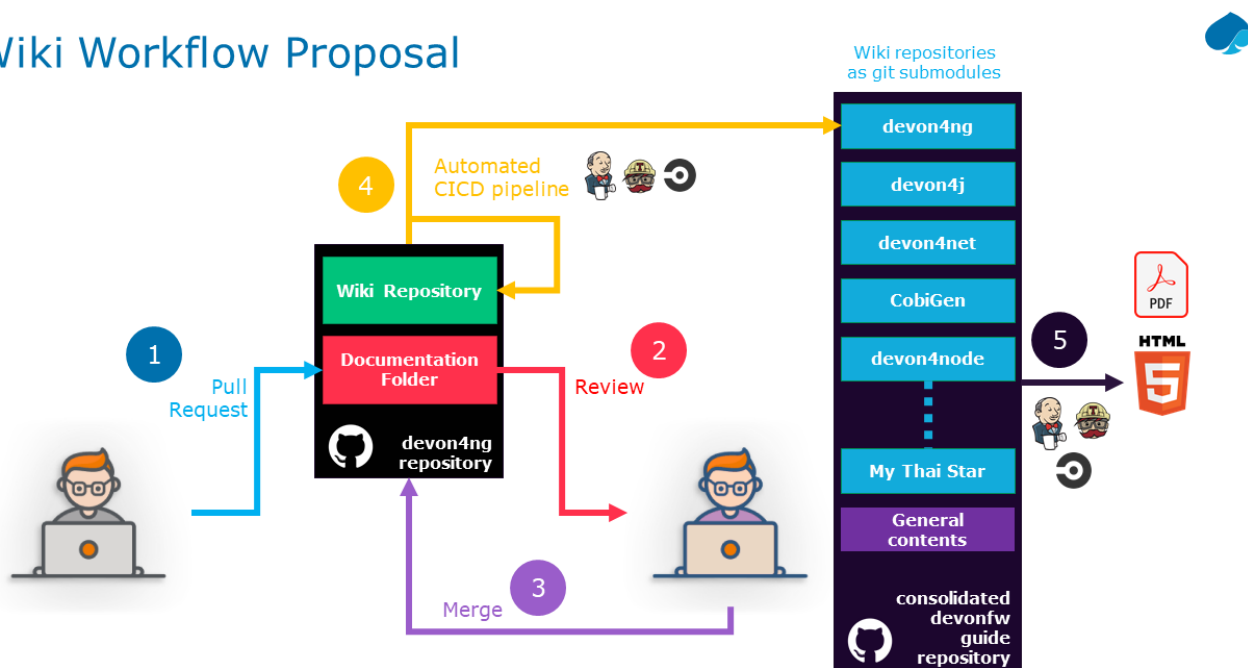 Wiki Workflow Proposal
Wiki repositories
as git submodules
devon4ng
devon4j
devon4net
CobiGen
devon4node
My Thai Star
General
contents
consolidated
devonfw
guide
repository
4
Automated
CICD pipeline
Wiki Repository
Documentation
Folder
devon4ng
repository
1
Pull
Request
2
Review
3
Merge
5
PDF
HTML
5